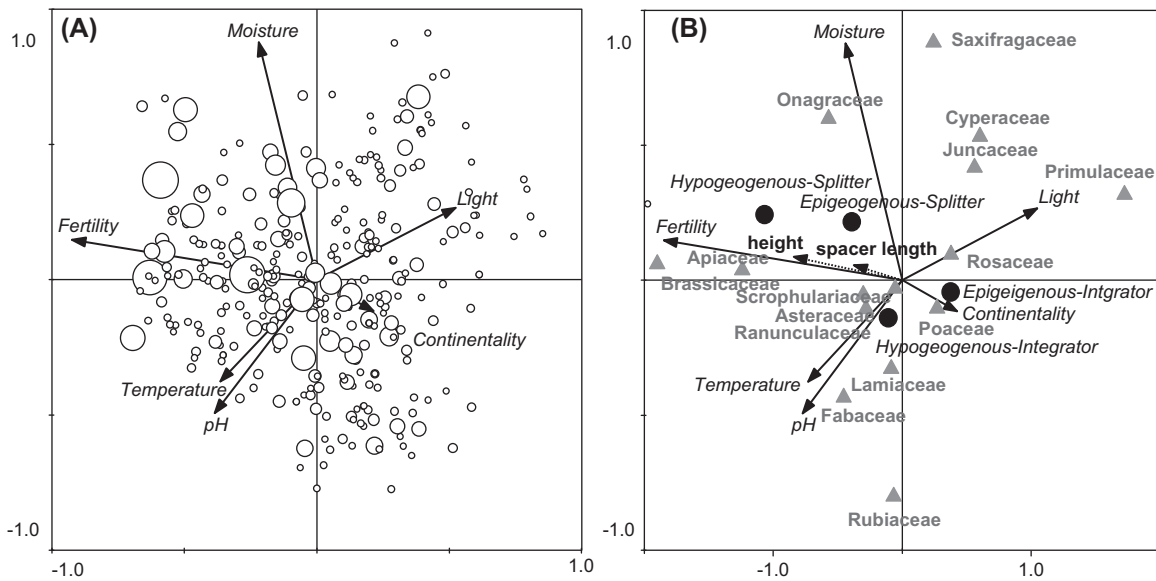 (A)
1.0
Moisture
Light
Fertility
Continentality
Temperature
pH
-1.0
-1.0
1.0
(B)
1.0
Moisture
Saxifragaceae
Onagraceae
Cyperaceae
Juncaceae
Primulaceae
Hypogeogenous-Splitter
Light
Epigeogenous-Splitter
Fertility
height
spacer length
Apiaceae
Rosaceae
Brassicaceae
Scrophulariaceae
Epigeigenous-Intgrator
Asteraceae
Continentality
Ranunculaceae
Poaceae
Hypogeogenous-Integrator
Temperature
Lamiaceae
Fabaceae
pH
Rubiaceae
-1.0
-1.0
1.0